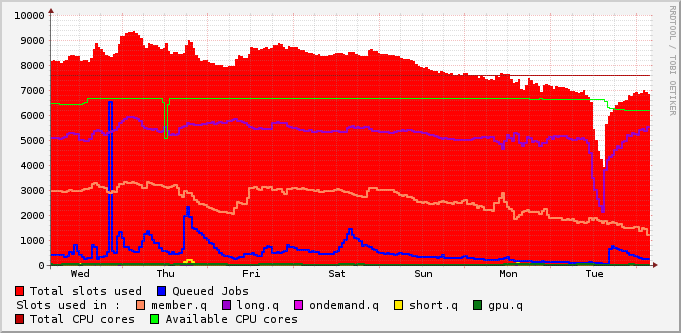 10000
9000
8000
7000
6000
5000
4000
3000
2000
1000
0
Wed Thu Fri Sat Sun Mon Tue
RRDTOOL / TOBI OETIKER
Total slots used Queued Jobs
Slots used in : member.q long.q ondemand.q short.q gpu.q
Total CPU cores Available CPU cores